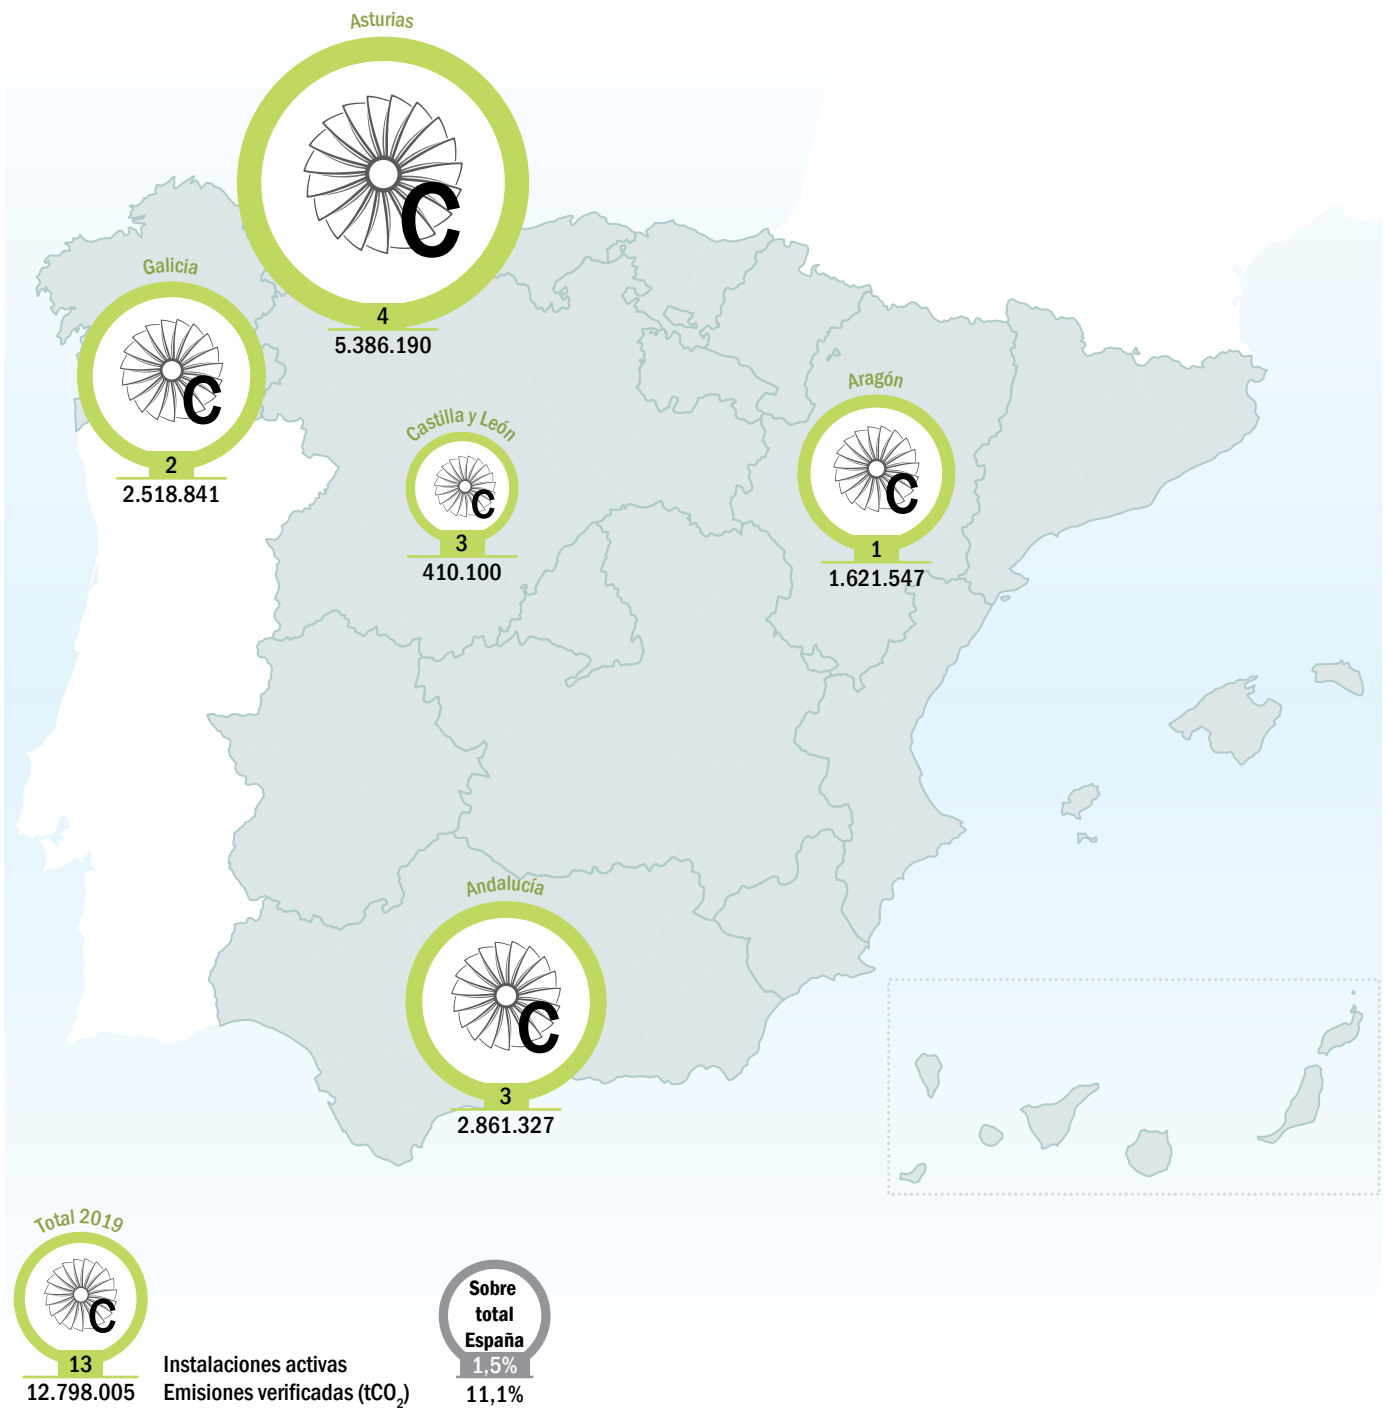 Asturias
C
4
5.386.190
Galicia
C
2
2.518.841
Castilla y León
C
3
410.100
Aragón
C
1
1.621.547
Andalucía
C
3
2.861.327
Total 2019
C
13
12.798.005
Instalaciones activas
Emisiones verificadas (tCO₂)
Sobre
total
España
1,5%
11,1%